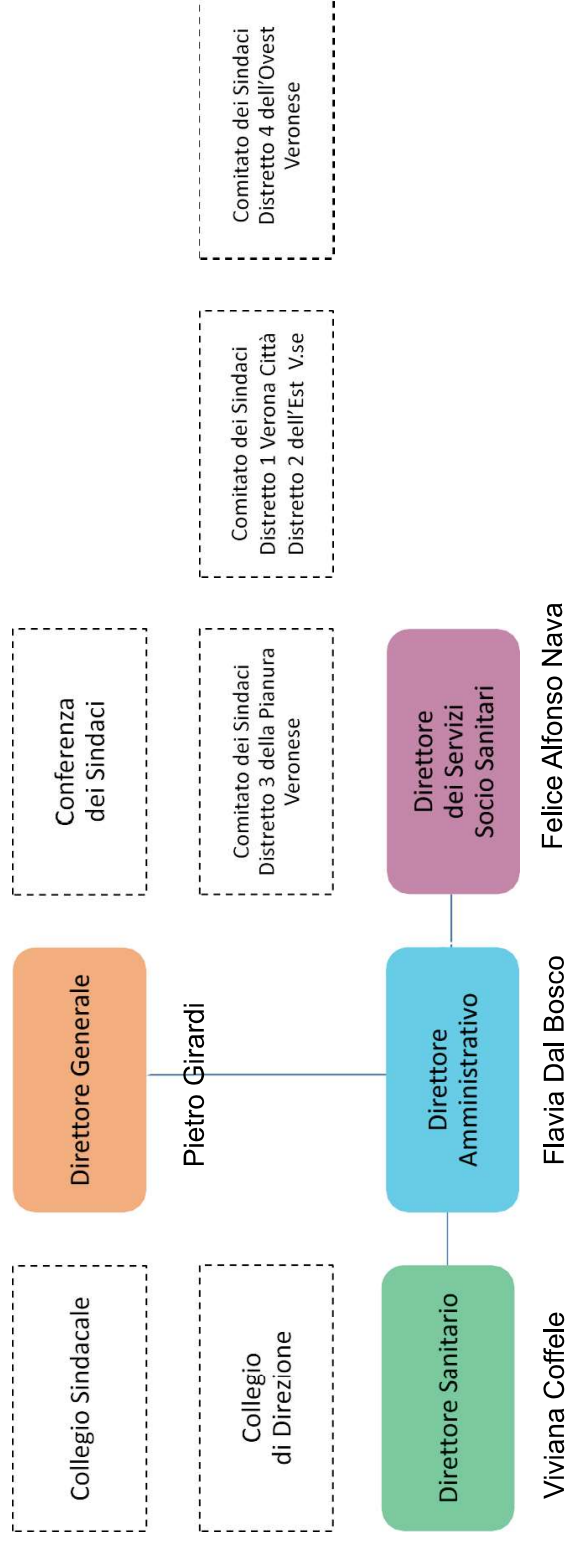 Collegio Sindacale
Direttore Generale
Conferenza
dei Sindaci
Pietro Girardi
Collegio
di Direzione
Comitato dei Sindaci
Distretto 3 della Pianura
Veronese
Comitato dei Sindaci
Distretto 1 Verona Città
Distretto 2 dell'Est V.se
Comitato dei Sindaci
Distretto 4 dell'Ovest
Veronese
Direttore Sanitario
Direttore
Amministrativo
Direttore
dei Servizi
Socio Sanitari
Viviana Coffele
Flavia Dal Bosco
Felice Alfonso Nava